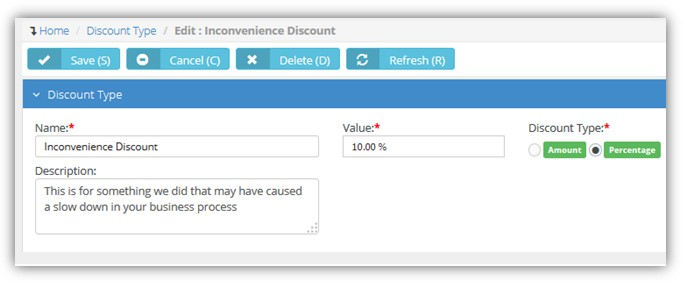 Home / Discount Type / Edit : Inconvenience Discount
Save (S) Cancel (C) Delete (D) Refresh (R)
Discount Type
Name:* Value:* Discount Type:*
Inconvenience Discount 10.00 % Amount Percentage
Description:
This is for something we did that may have caused
a slow down in your business process